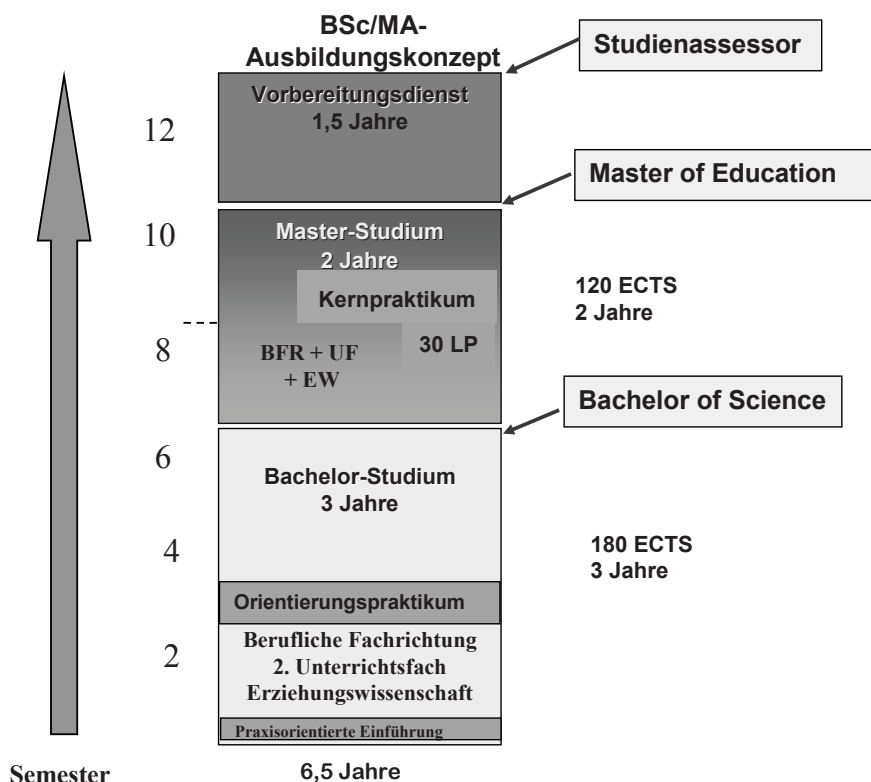 BSc/MA-
Ausbildungskonzept
Studienassessor
Vorbereitungsdienst
1,5 Jahre
12
Master of Education
10
Master-Studium
2 Jahre
Kernpraktikum
120 ECTS
2 Jahre
8
30 LP
BFR + UF
+ EW
Bachelor of Science
6
Bachelor-Studium
3 Jahre
4
180 ECTS
3 Jahre
Orientierungspraktikum
2
Berufliche Fachrichtung
2. Unterrichtsfach
Erziehungswissenschaft
Praxisorientierte Einführung
Semester
6,5 Jahre